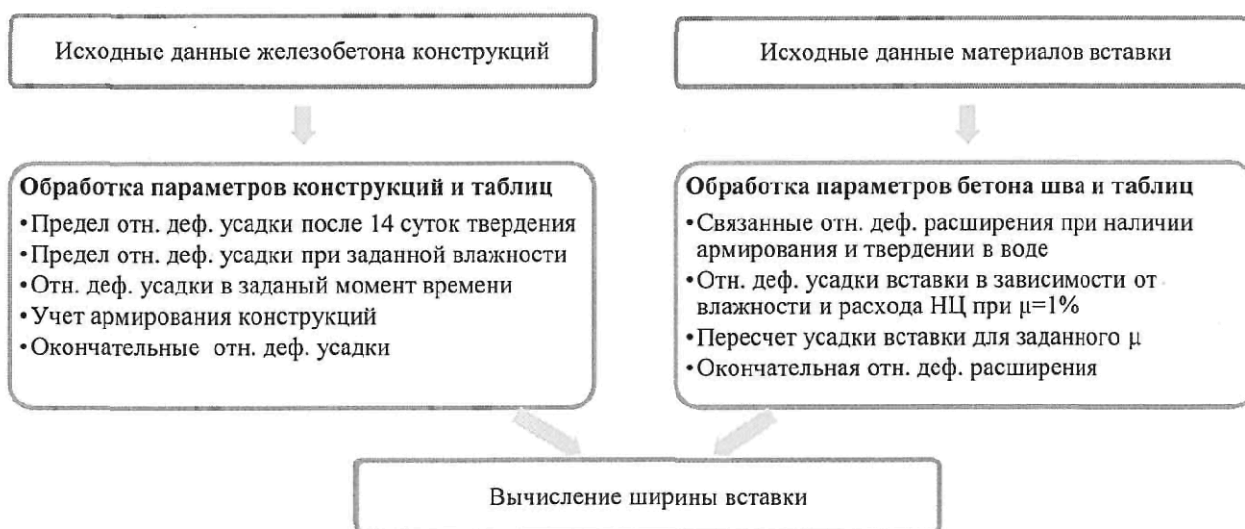 Исходные данные железобетона конструкций
Исходные данные материалов вставки
Обработка параметров конструкций и таблиц
•Предел отн. деф. усадки после 14 суток твердения
•Предел отн. деф. усадки при заданной влажности
•Отн. деф. усадки в заданый момент времени
•Учет армирования конструкций
•Окончательные отн. деф. усадки
Обработка параметров бетона шва и таблиц
•Связанные отн. деф. расширения при наличии
армирования и твердении в воде
•Отн. деф. усадки вставки в зависимости от
влажности и расхода НЦ при μ=1%
•Пересчет усадки вставки для заданного μ
•Окончательная отн. деф. расширения
Вычисление ширины вставки